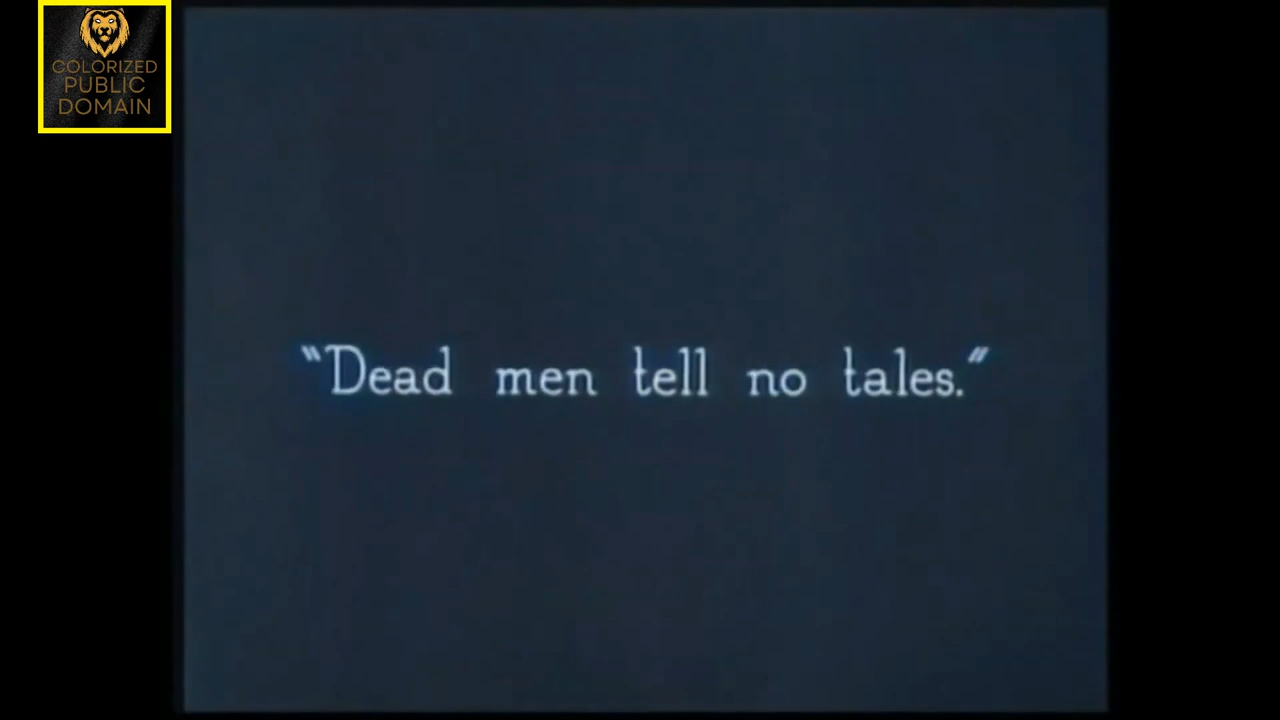 COLORIZED
PUBLIC
DOMAIN
“Dead men tell no tales.”